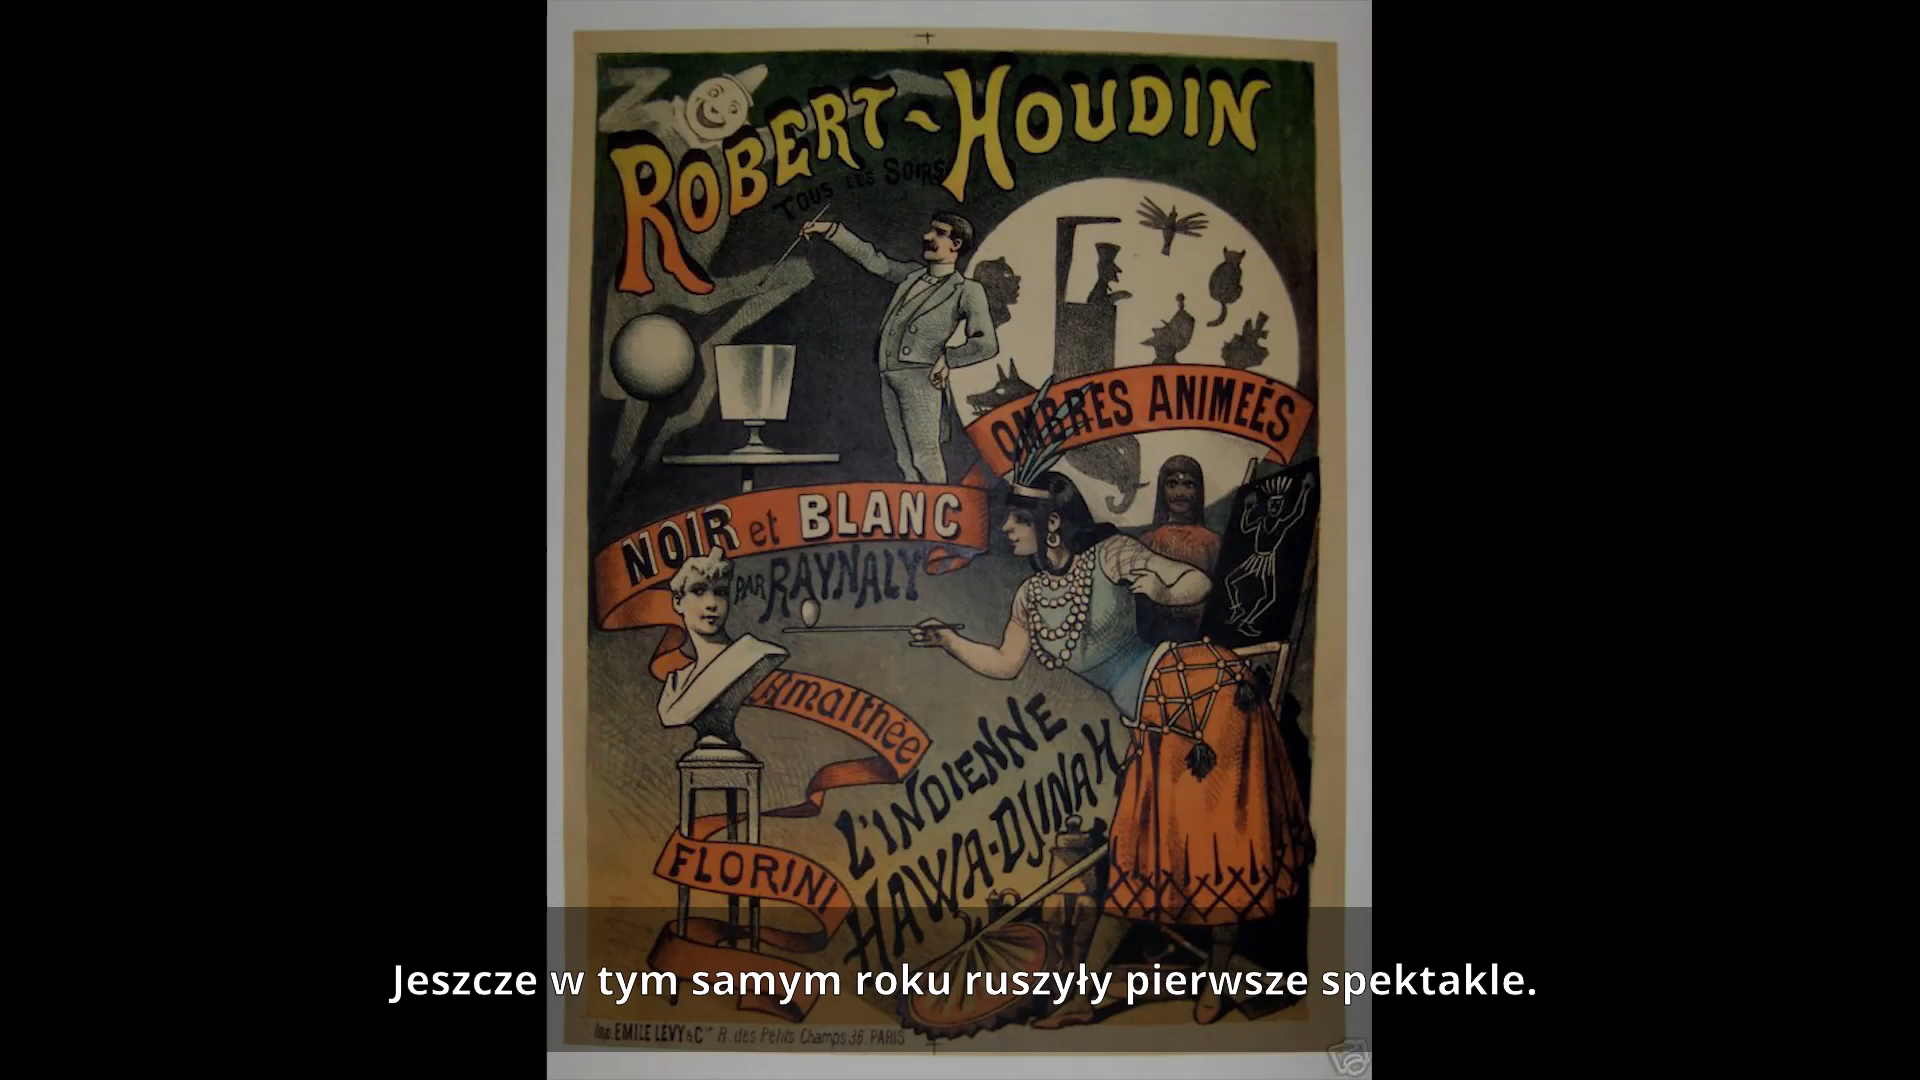 ROBERT-HOUDIN
TOUS LES SOIRS
OMBRES ANIMEÉS
NOIR et BLANC
PAR RAYNALY
Amalthée
L'INDIENNE
HAWA-DJINAH
FLORINI
Jeszcze w tym samym roku ruszyły pierwsze spektakle.
Imp. EMILE LEVY & Cie R. des Petits Champs 36 PARIS